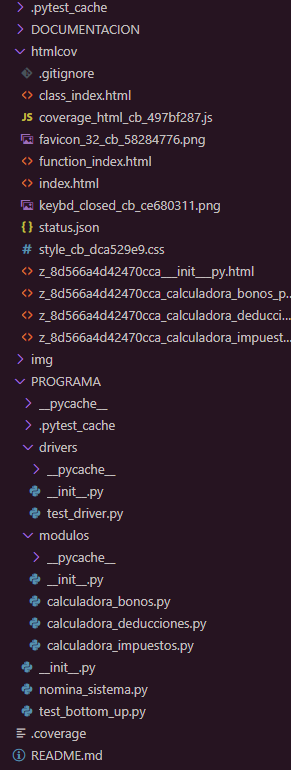 .pytest_cache
DOCUMENTACION
htmlcov
.gitignore
class_index.html
coverage_html_cb_497bf287.js
favicon_32_cb_58284776.png
function_index.html
index.html
keybd_closed_cb_ce680311.png
status.json
style_cb_dca529e9.css
z_8d566a4d42470cca___init___py.html
z_8d566a4d42470cca_calculadora_bonos_p...
z_8d566a4d42470cca_calculadora_deducci...
z_8d566a4d42470cca_calculadora_impuest...
img
PROGRAMA
__pycache__
.pytest_cache
drivers
__pycache__
__init__.py
test_driver.py
modulos
__pycache__
__init__.py
calculadora_bonos.py
calculadora_deducciones.py
calculadora_impuestos.py
__init__.py
nomina_sistema.py
test_bottom_up.py
.coverage
README.md